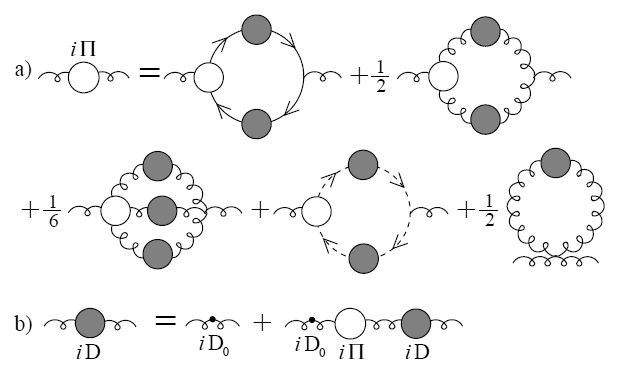 iΠ
a) = + 1/2
+ 1/6 + + 1/2
b) = +
iD iD₀ iD₀ iΠ iD